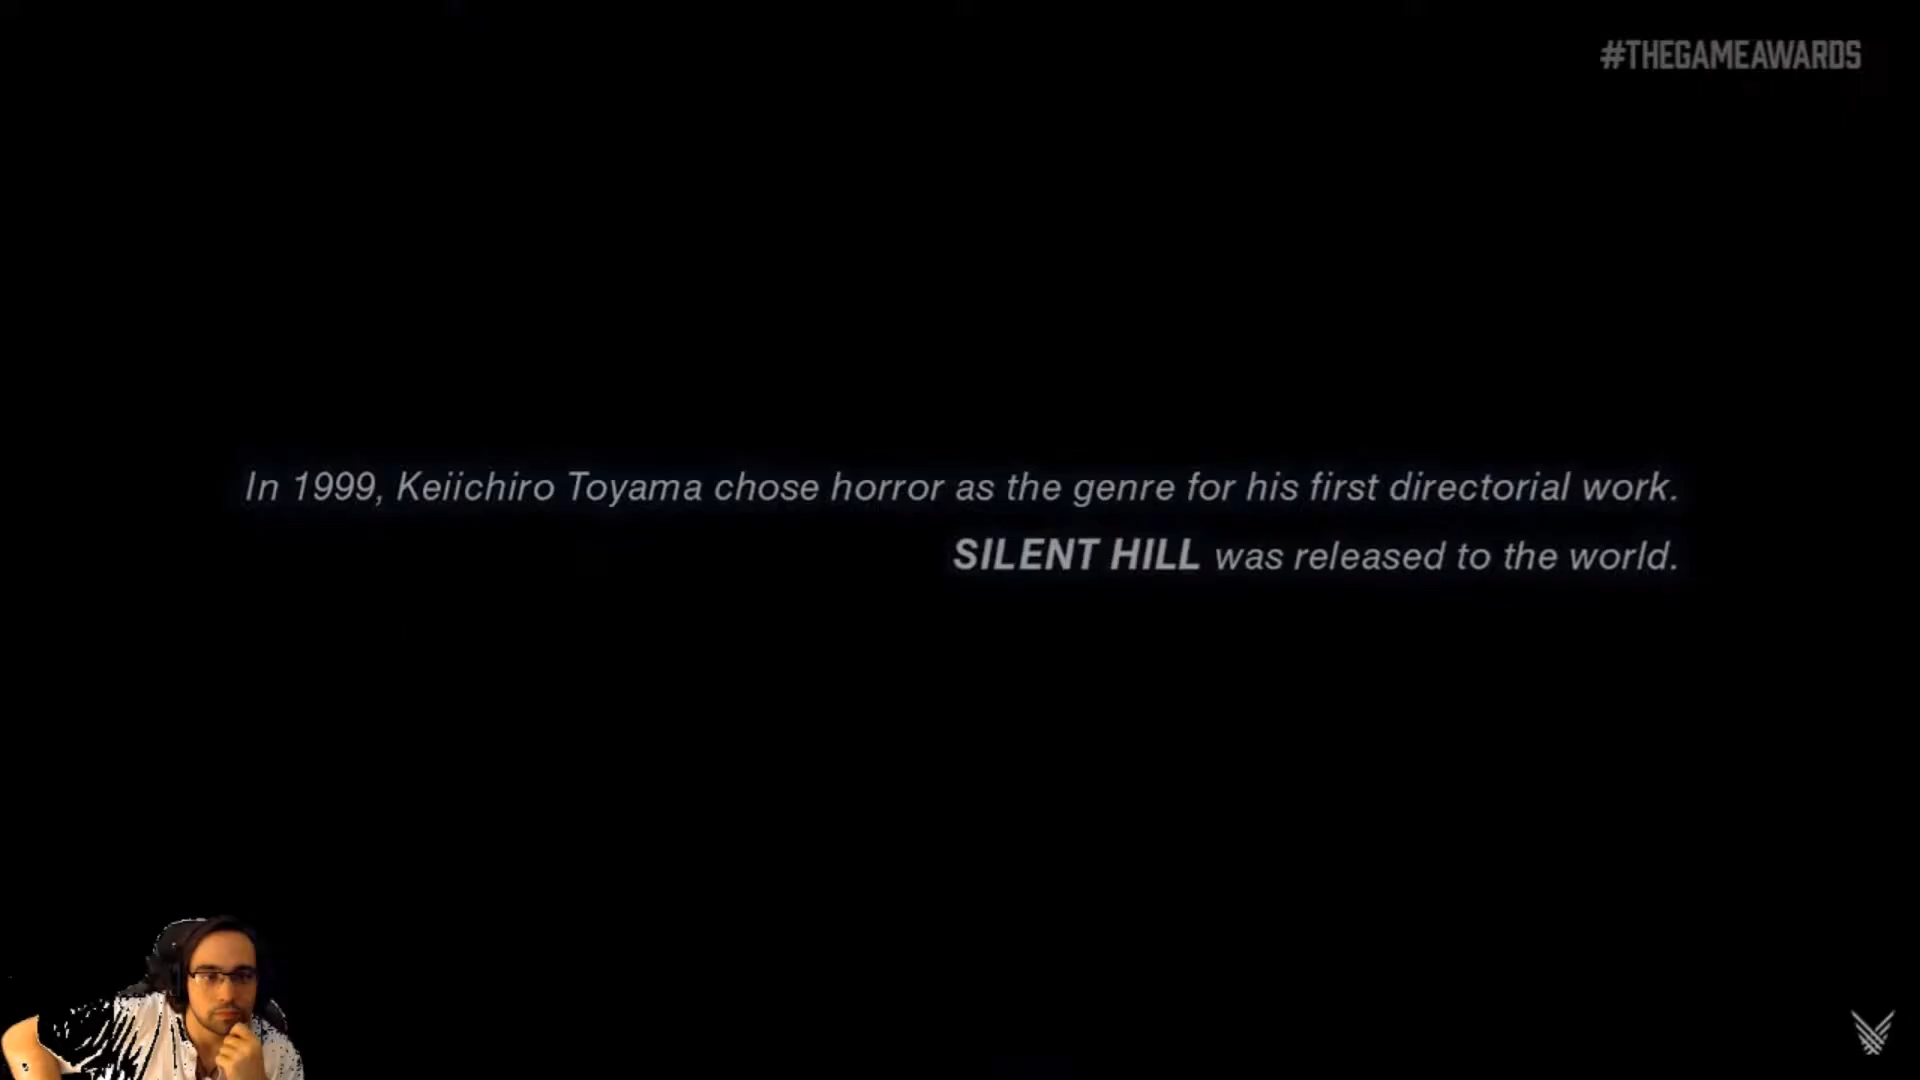 #THEGAMEAWARDS
In 1999, Keiichiro Toyama chose horror as the genre for his first directorial work.
SILENT HILL was released to the world.